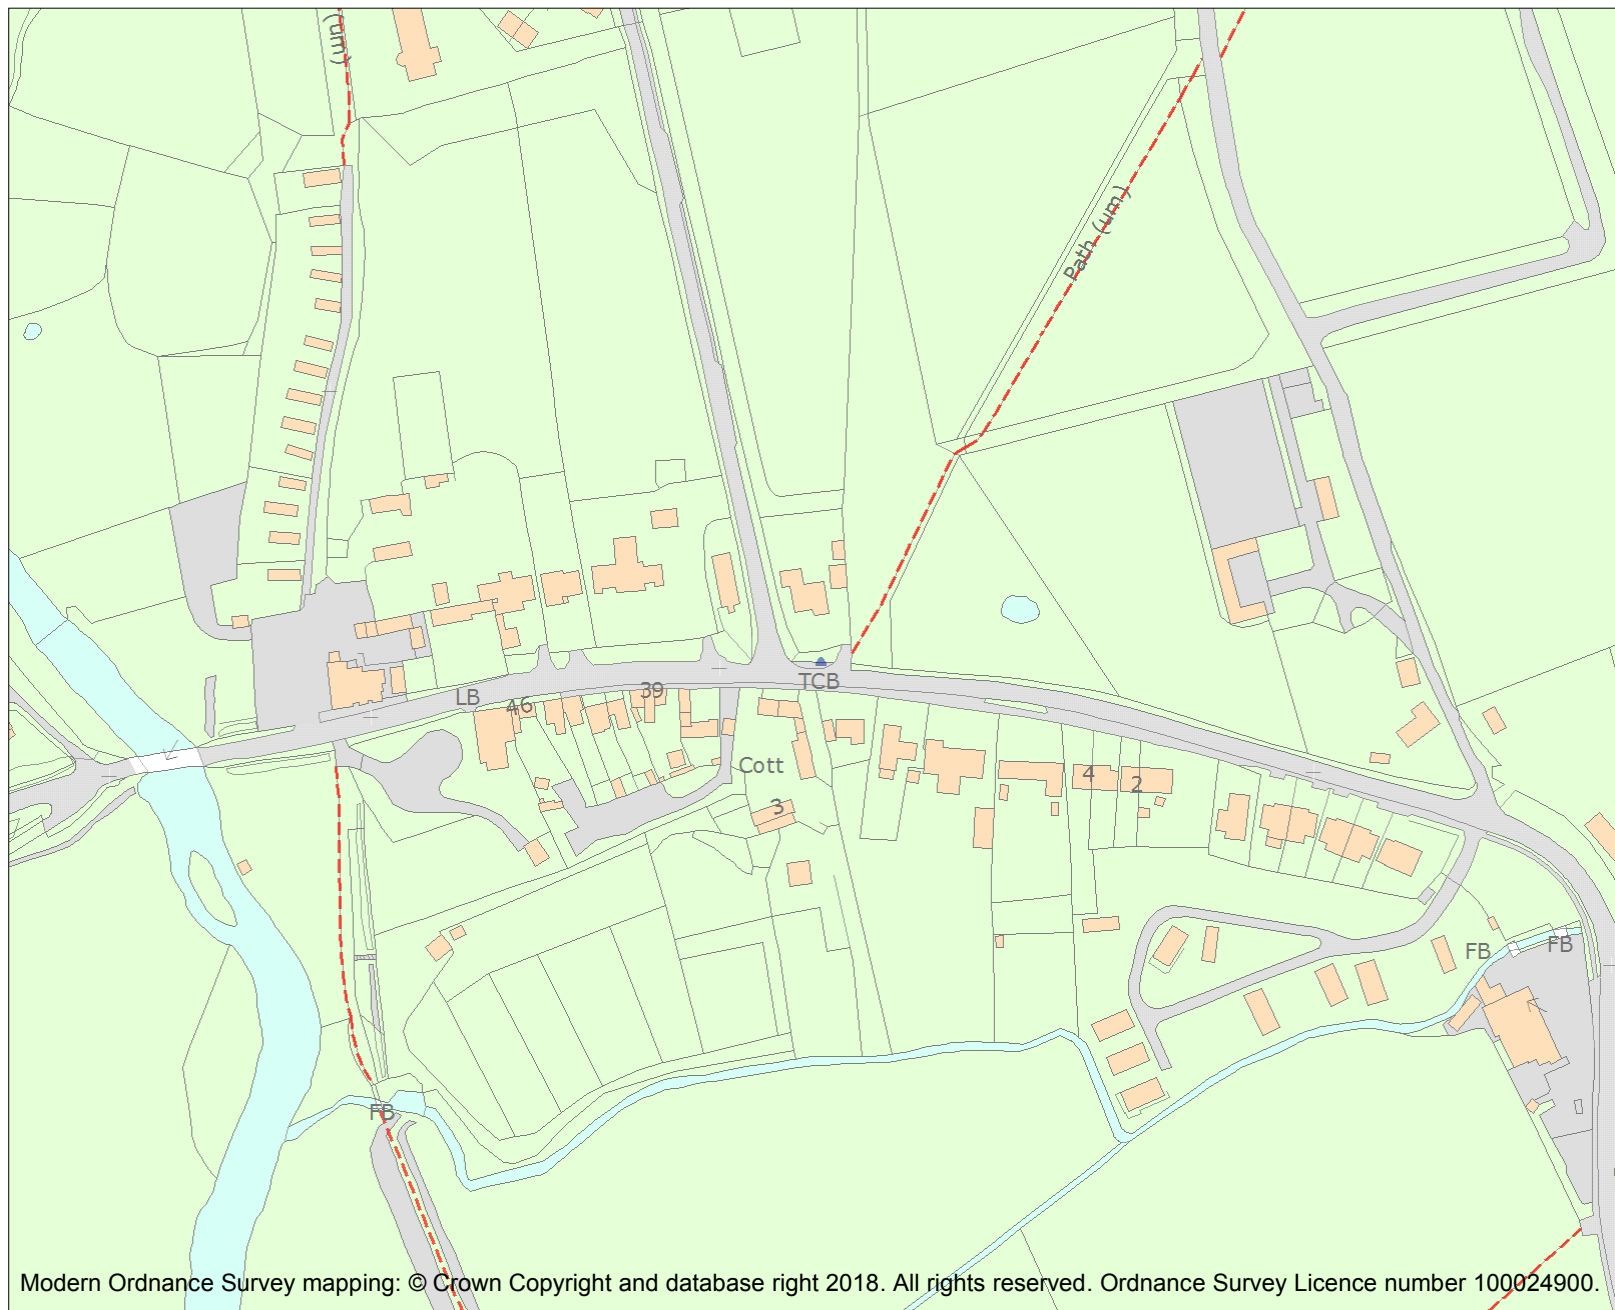 (um)
Path (um)
TCB
LB
39
46
Cott
4
2
3
FB
FB
FB
Modern Ordnance Survey mapping: © Crown Copyright and database right 2018. All rights reserved. Ordnance Survey Licence number 100024900.